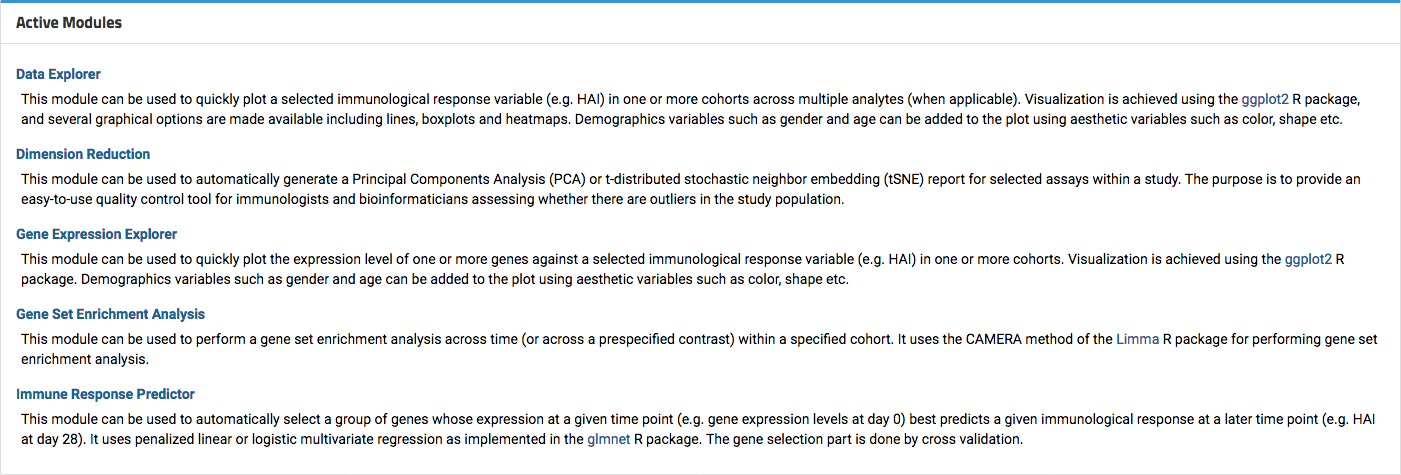 Active Modules
Data Explorer
This module can be used to quickly plot a selected immunological response variable (e.g. HAI) in one or more cohorts across multiple analytes (when applicable). Visualization is achieved using the ggplot2 R package,
and several graphical options are made available including lines, boxplots and heatmaps. Demographics variables such as gender and age can be added to the plot using aesthetic variables such as color, shape etc.
Dimension Reduction
This module can be used to automatically generate a Principal Components Analysis (PCA) or t-distributed stochastic neighbor embedding (tSNE) report for selected assays within a study. The purpose is to provide an
easy-to-use quality control tool for immunologists and bioinformaticians assessing whether there are outliers in the study population.
Gene Expression Explorer
This module can be used to quickly plot the expression level of one or more genes against a selected immunological response variable (e.g. HAI) in one or more cohorts. Visualization is achieved using the ggplot2 R
package. Demographics variables such as gender and age can be added to the plot using aesthetic variables such as color, shape etc.
Gene Set Enrichment Analysis
This module can be used to perform a gene set enrichment analysis across time (or across a prespecified contrast) within a specified cohort. It uses the CAMERA method of the Limma R package for performing gene set
enrichment analysis.
Immune Response Predictor
This module can be used to automatically select a group of genes whose expression at a given time point (e.g. gene expression levels at day 0) best predicts a given immunological response at a later time point (e.g. HAI
at day 28). It uses penalized linear or logistic multivariate regression as implemented in the glmnet R package. The gene selection part is done by cross validation.